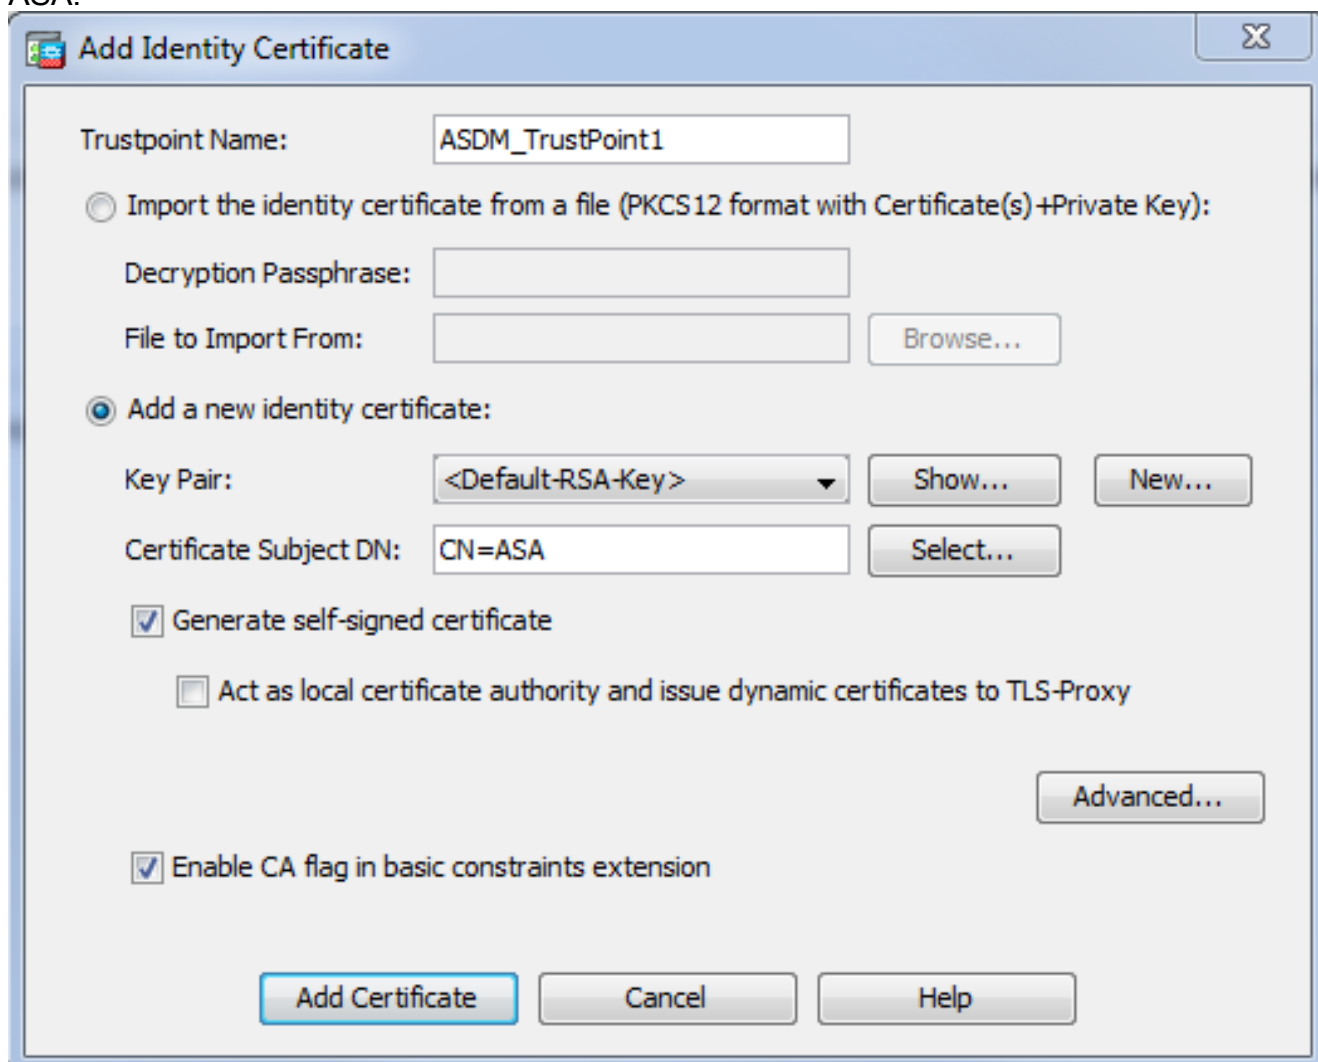 ASA.
Add Identity Certificate
Trustpoint Name: ASDM_TrustPoint1
Import the identity certificate from a file (PKCS12 format with Certificate(s)+Private Key):
Decryption Passphrase:
File to Import From: Browse...
Add a new identity certificate:
Key Pair: <Default-RSA-Key> Show... New...
Certificate Subject DN: CN=ASA Select...
Generate self-signed certificate
Act as local certificate authority and issue dynamic certificates to TLS-Proxy
Advanced...
Enable CA flag in basic constraints extension
Add Certificate Cancel Help